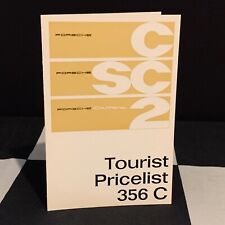 PORSCHE C
PORSCHE SC
PORSCHE 2
Tourist
Pricelist
356 C